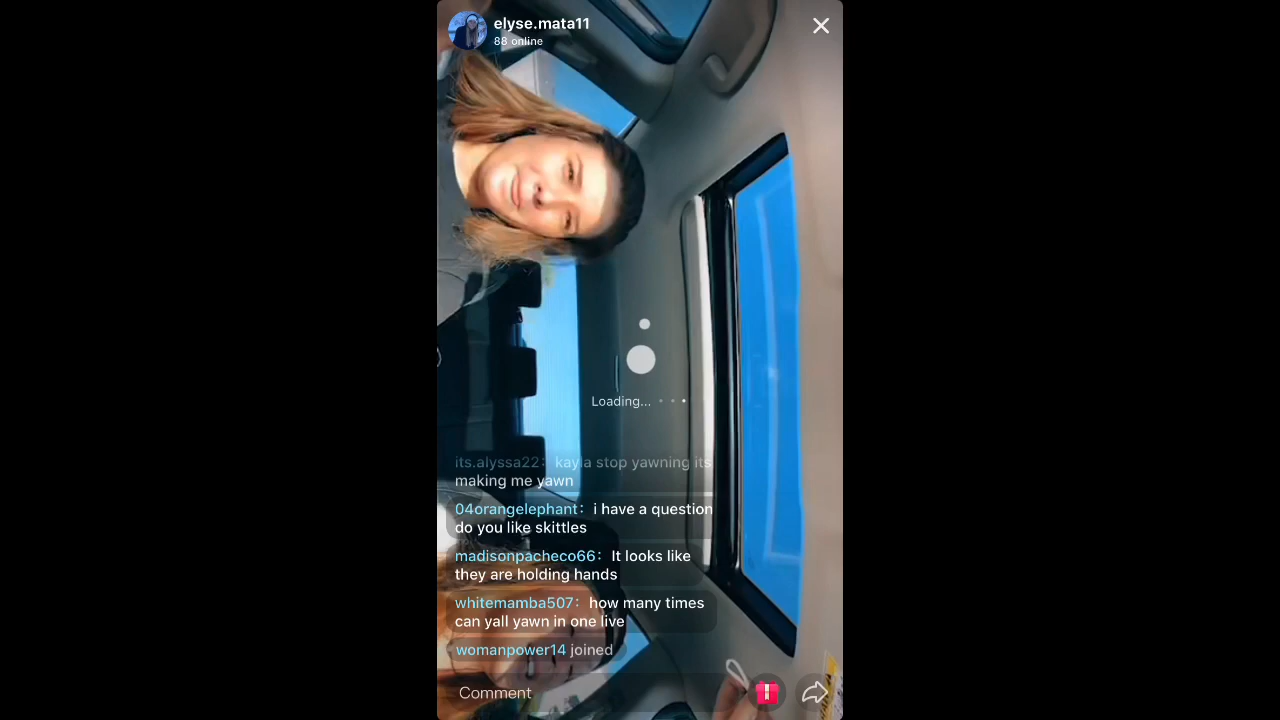 elyse.mata11
88 online
Loading...
its.alyssa22: kayla stop yawning its
making me yawn
04orangelephant: i have a question
do you like skittles
madisonpacheco66: It looks like
they are holding hands
whitemamba507: how many times
can yall yawn in one live
womanpower14 joined
Comment